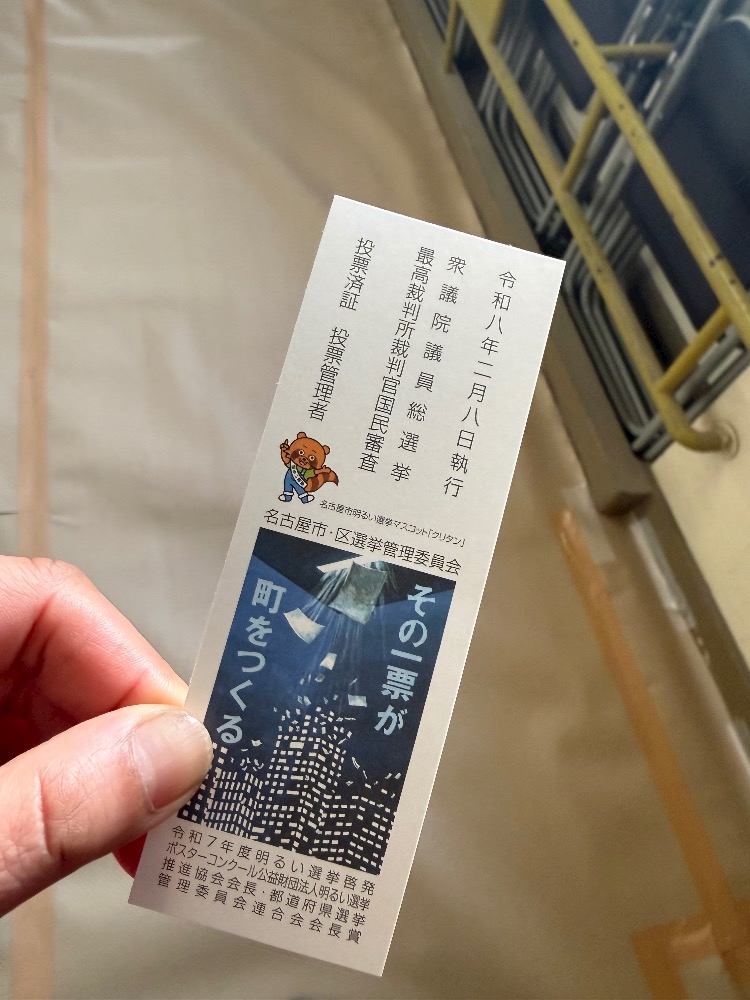 令和八年二月八日執行
衆議院議員総選挙
最高裁判所裁判官国民審査
投票済証 投票管理者
名古屋市明るい選挙マスコット「クリタン」
名古屋市・区選挙管理委員会
その一票が
町をつくる
令和7年度明るい選挙啓発
ポスターコンクール公益財団法人明るい選挙
推進協会会長・都道府県選挙
管理委員会連合会会長賞